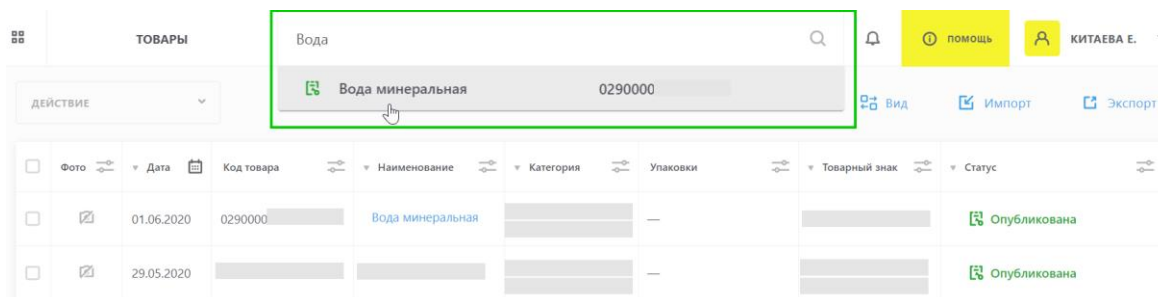 ТОВАРЫ
Вода
ПОМОЩЬ
КИТАЕВА Е.
Вода минеральная 0290000
ДЕЙСТВИЕ
Вид
Импорт
Экспорт
Фото Дата Код товара Наименование Категория Упаковки Товарный знак Статус
01.06.2020 0290000 Вода минеральная — Опубликована
29.05.2020 — Опубликована